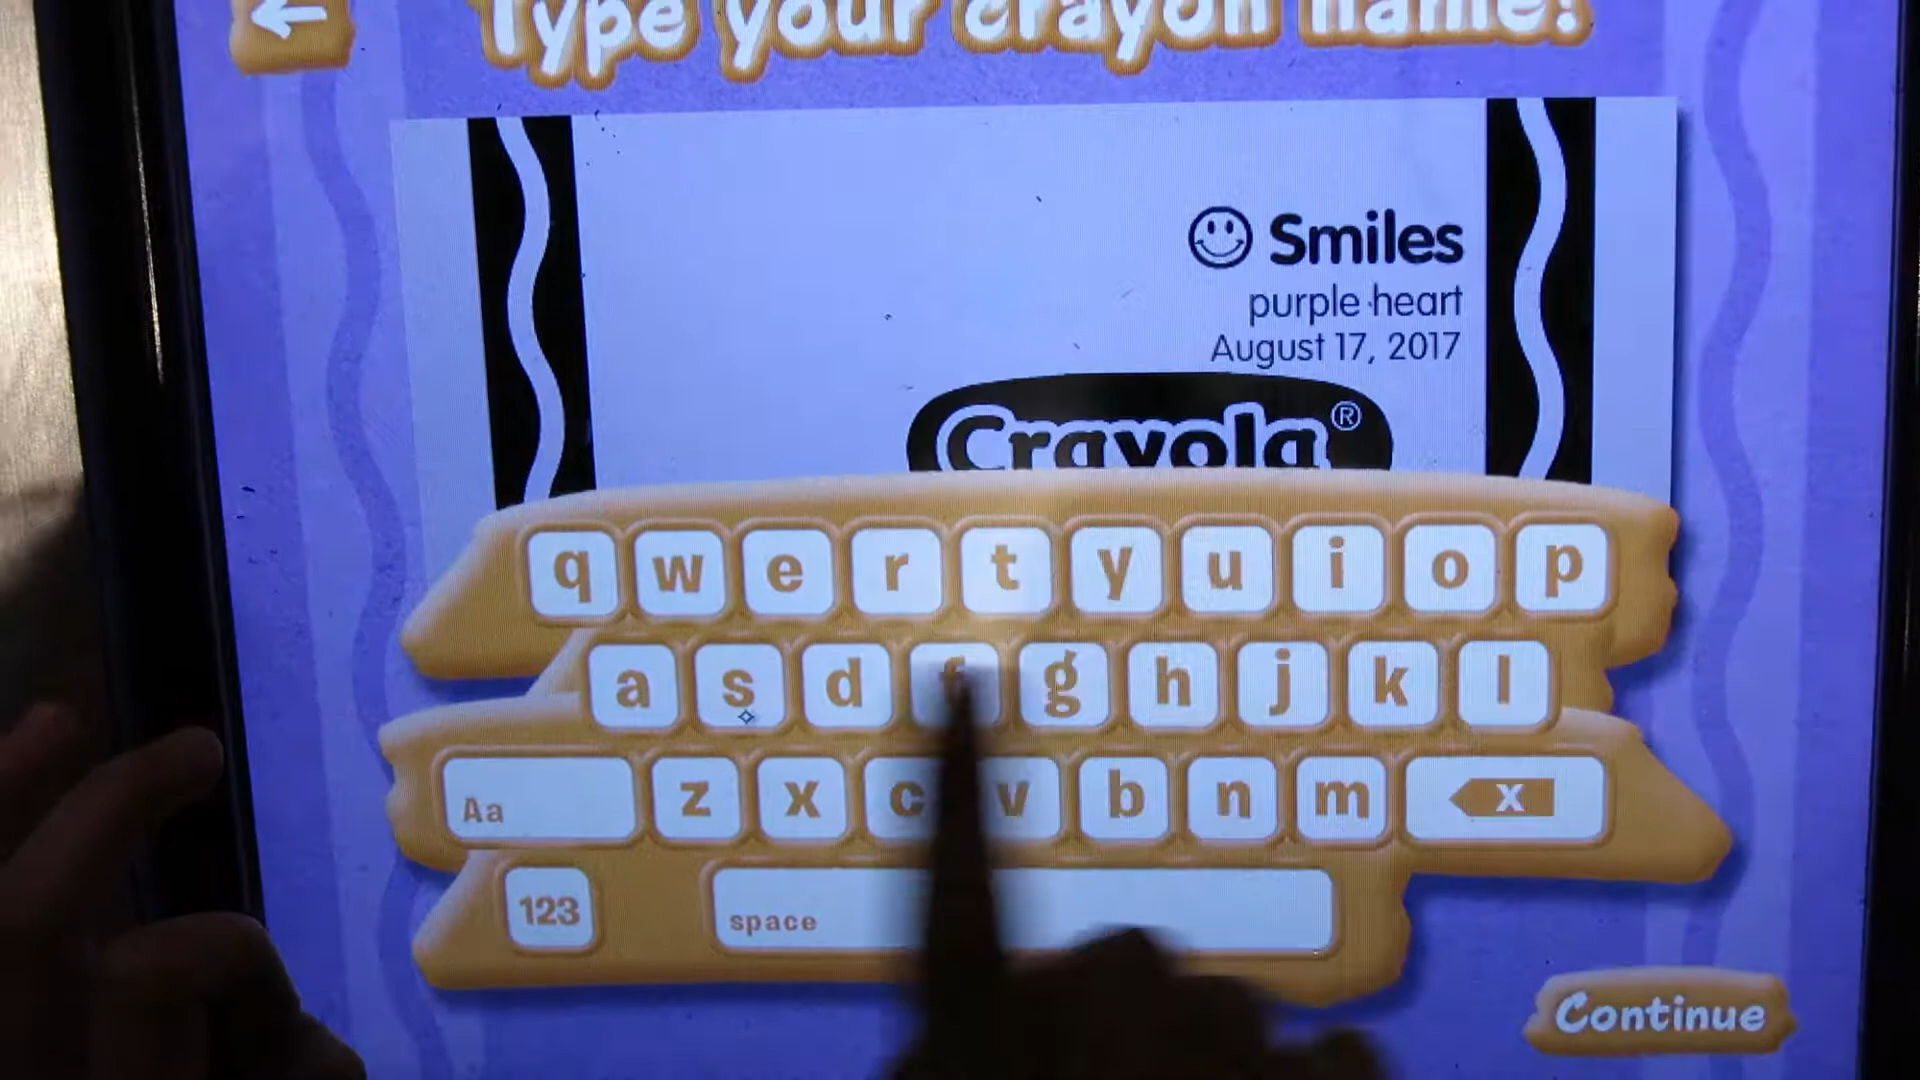 Type your crayon name!
Smiles
purple heart
August 17, 2017
Crayola®
q w e r t y u i o p
a s d f g h j k l
Aa z x c v b n m X
123 space
Continue